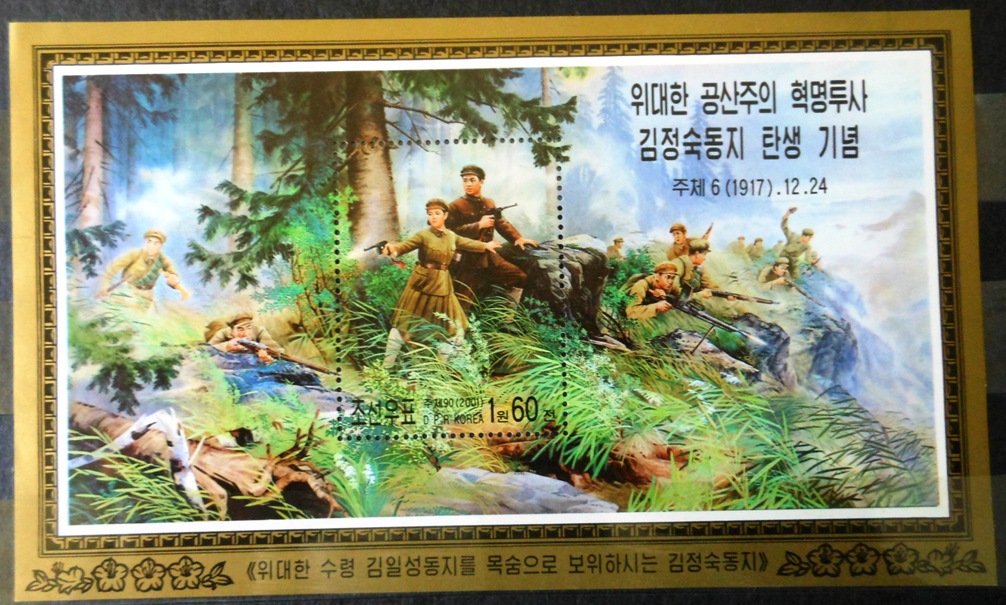 위대한 공산주의 혁명투사
김정숙동지 탄생 기념
주체 6 (1917) . 12 . 24
조선우표 주체90(2001) 1원 60전
D P R KOREA
《위대한 수령 김일성동지를 목숨으로 보위하시는 김정숙동지》